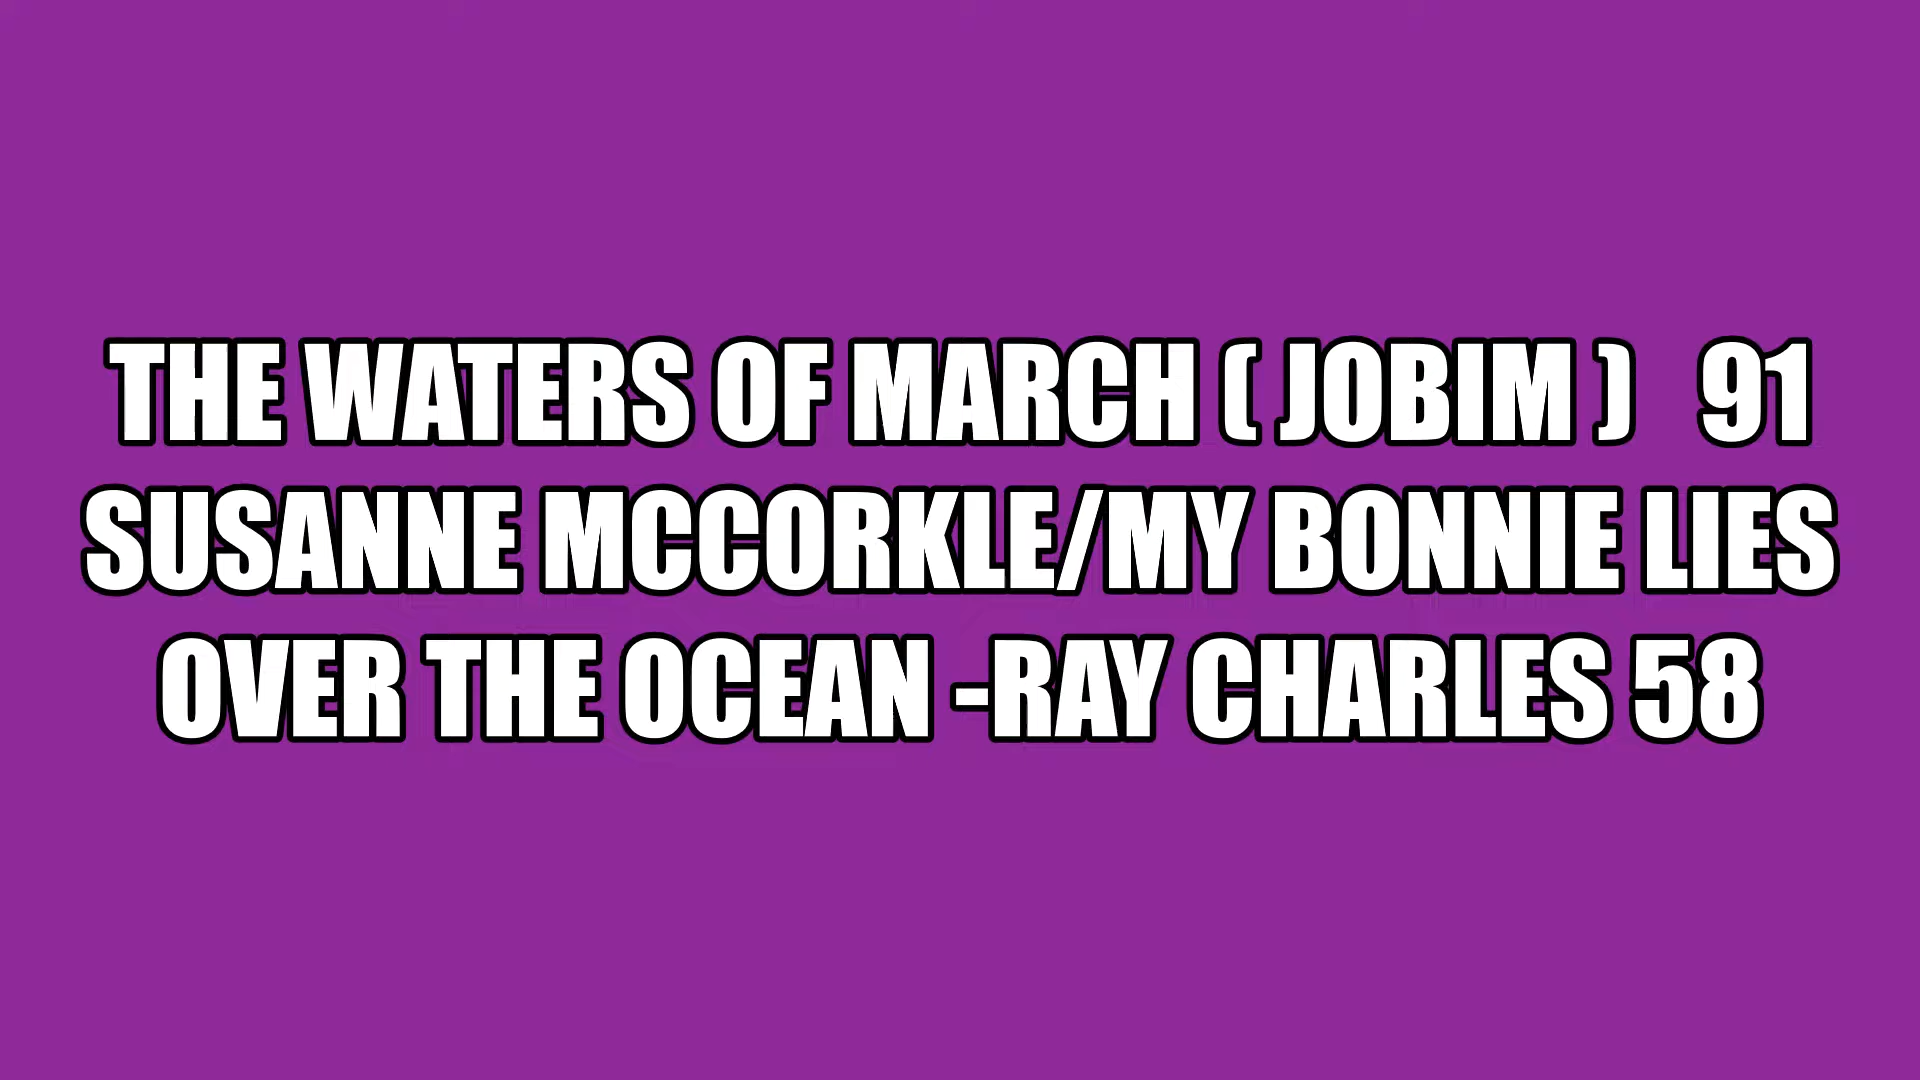 THE WATERS OF MARCH ( JOBIM )   91
SUSANNE MCCORKLE/MY BONNIE LIES
OVER THE OCEAN -RAY CHARLES 58